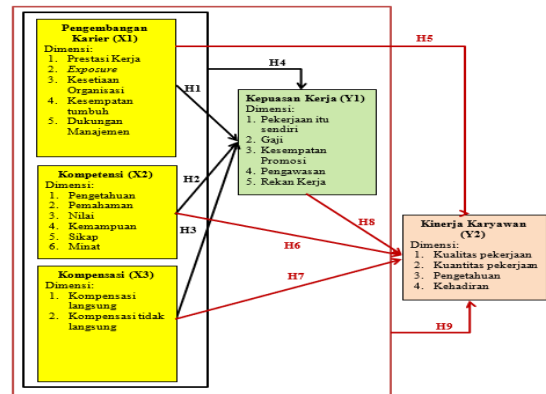 Pengembangan
Karier (X1)
Dimensi:
1. Prestasi Kerja
2. Exposure
3. Kesetiaan
Organisasi
4. Kesempatan
tumbuh
5. Dukungan
Manajemen
Kompetensi (X2)
Dimensi:
1. Pengetahuan
2. Pemahaman
3. Nilai
4. Kemampuan
5. Sikap
6. Minat
Kompensasi (X3)
Dimensi:
1. Kompensasi
langsung
2. Kompensasi tidak
langsung
H1
H2
H3
H4
Kepuasan Kerja (Y1)
Dimensi:
1. Pekerjaan itu
sendiri
2. Gaji
3. Kesempatan
Promosi
4. Pengawasan
5. Rekan Kerja
H5
H6
H7
H8
Kinerja Karyawan
(Y2)
Dimensi:
1. Kualitas pekerjaan
2. Kuantitas pekerjaan
3. Pengetahuan
4. Kehadiran
H9